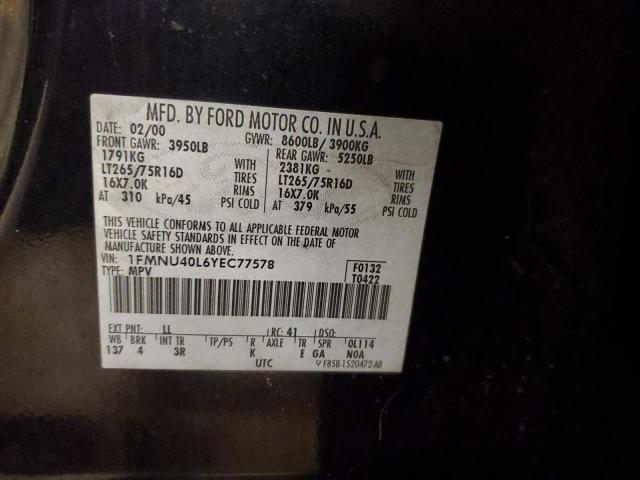 MFD. BY FORD MOTOR CO. IN U.S.A.
DATE: 02/00 GVWR: 8600LB/ 3900KG
FRONT GAWR: 3950LB REAR GAWR: 5250LB
1791KG WITH 2381KG WITH
LT265/75R16D TIRES LT265/75R16D TIRES
16X7.0K RIMS 16X7.0K RIMS
AT 310 kPa/45 PSI COLD AT 379 kPa/55 PSI COLD
THIS VEHICLE CONFORMS TO ALL APPLICABLE FEDERAL MOTOR
VEHICLE SAFETY STANDARDS IN EFFECT ON THE DATE OF
MANUFACTURE SHOWN ABOVE.
VIN: 1FMNU40L6YEC77578 F0132
TYPE: MPV T0422
EXT PNT: LL RC: 41 DSO:
WB BRK INT TR TP/PS R AXLE TR SPR OL114
137 4 3R K E GA NOA
UTC F85B-1520472-AB